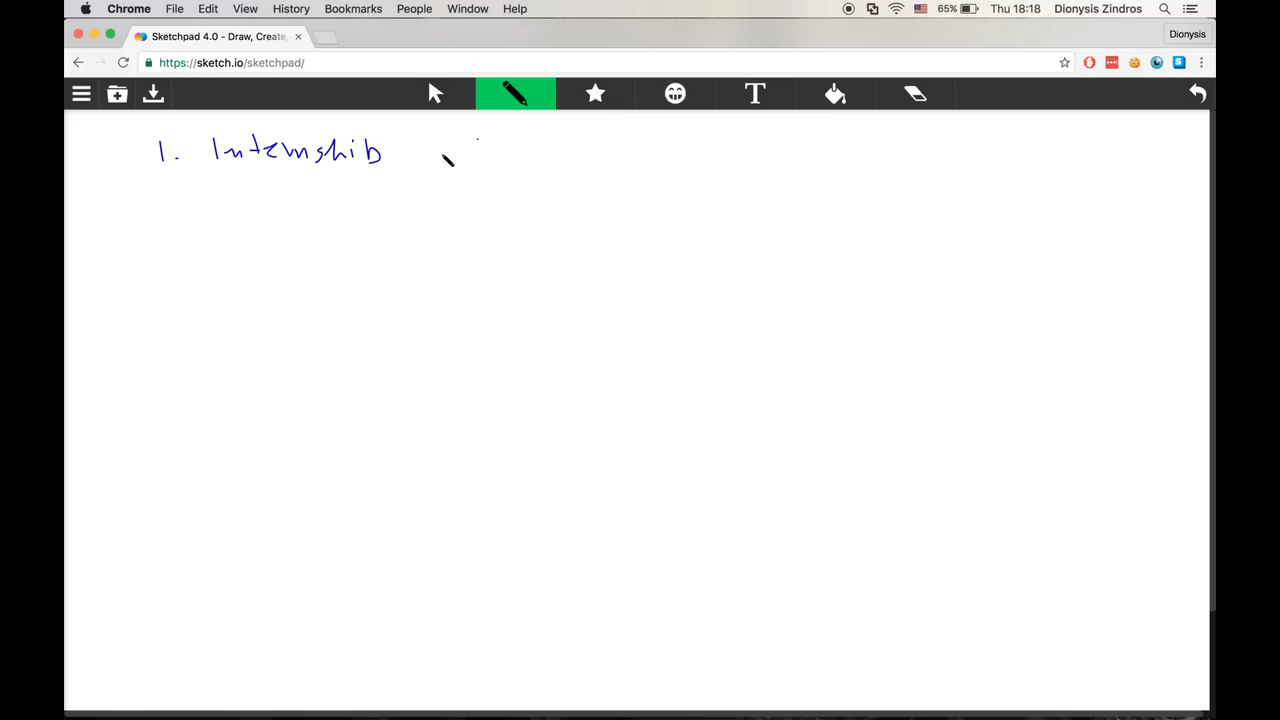 Chrome File Edit View History Bookmarks People Window Help 65% Thu 18:18 Dionysis Zindros
Sketchpad 4.0 - Draw, Create, Dionysis
https://sketch.io/sketchpad/
T
1. Internshib